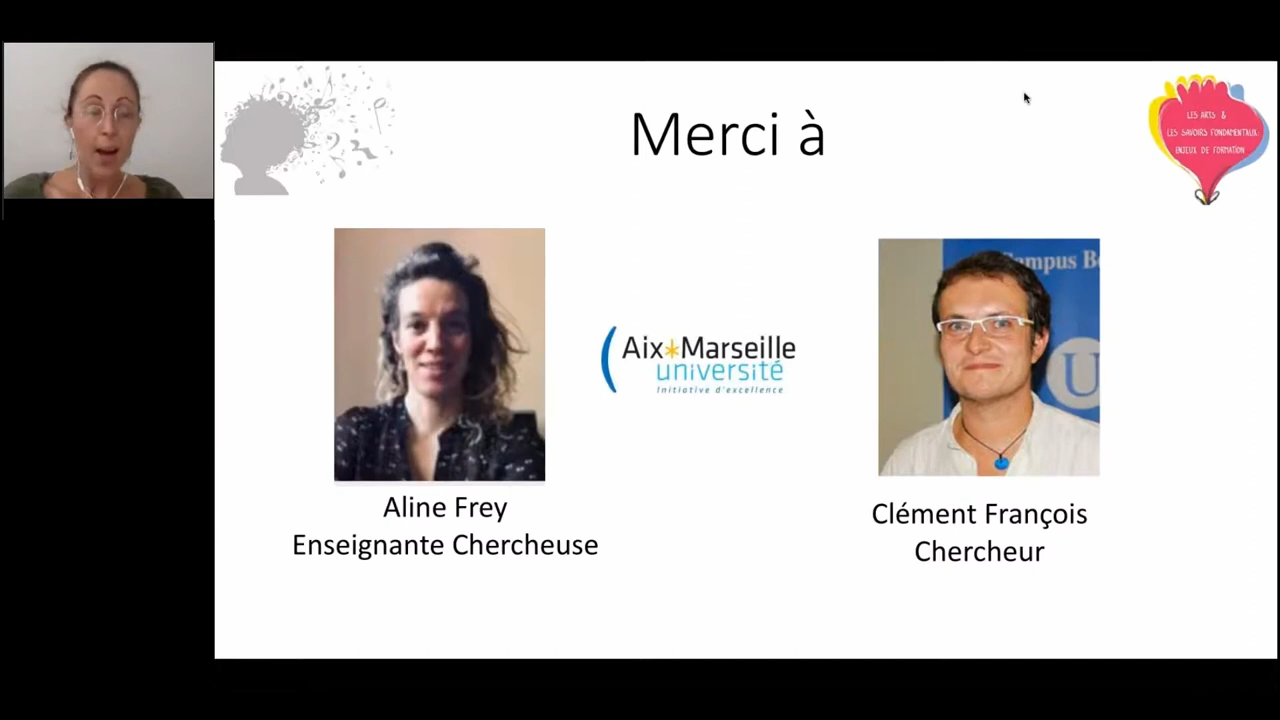 Merci à
LES ARTS &
LES SAVOIRS FONDAMENTAUX
ENJEUX DE FORMATION
Campus B
U
Aix*Marseille
université
Initiative d'excellence
Aline Frey
Enseignante Chercheuse
Clément François
Chercheur